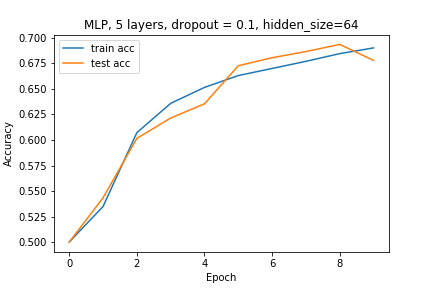 MLP, 5 layers, dropout = 0.1, hidden_size=64
train acc
test acc
Accuracy
0.700
0.675
0.650
0.625
0.600
0.575
0.550
0.525
0.500
0 2 4 6 8
Epoch